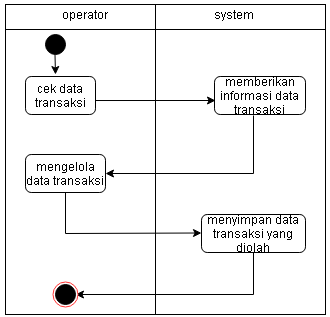 operator
system
cek data
transaksi
memberikan
informasi data
transaksi
mengelola
data transaksi
menyimpan data
transaksi yang
diolah